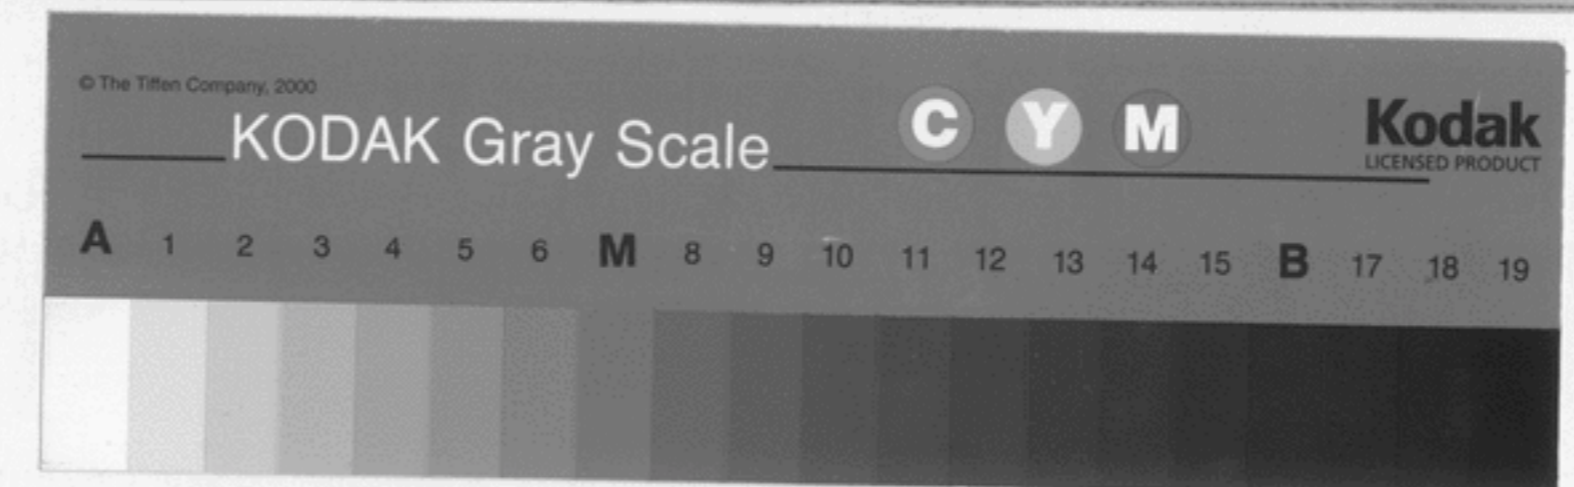 © The Tiffen Company, 2000
KODAK Gray Scale
C Y M
Kodak
LICENSED PRODUCT
A 1 2 3 4 5 6 M 8 9 10 11 12 13 14 15 B 17 18 19